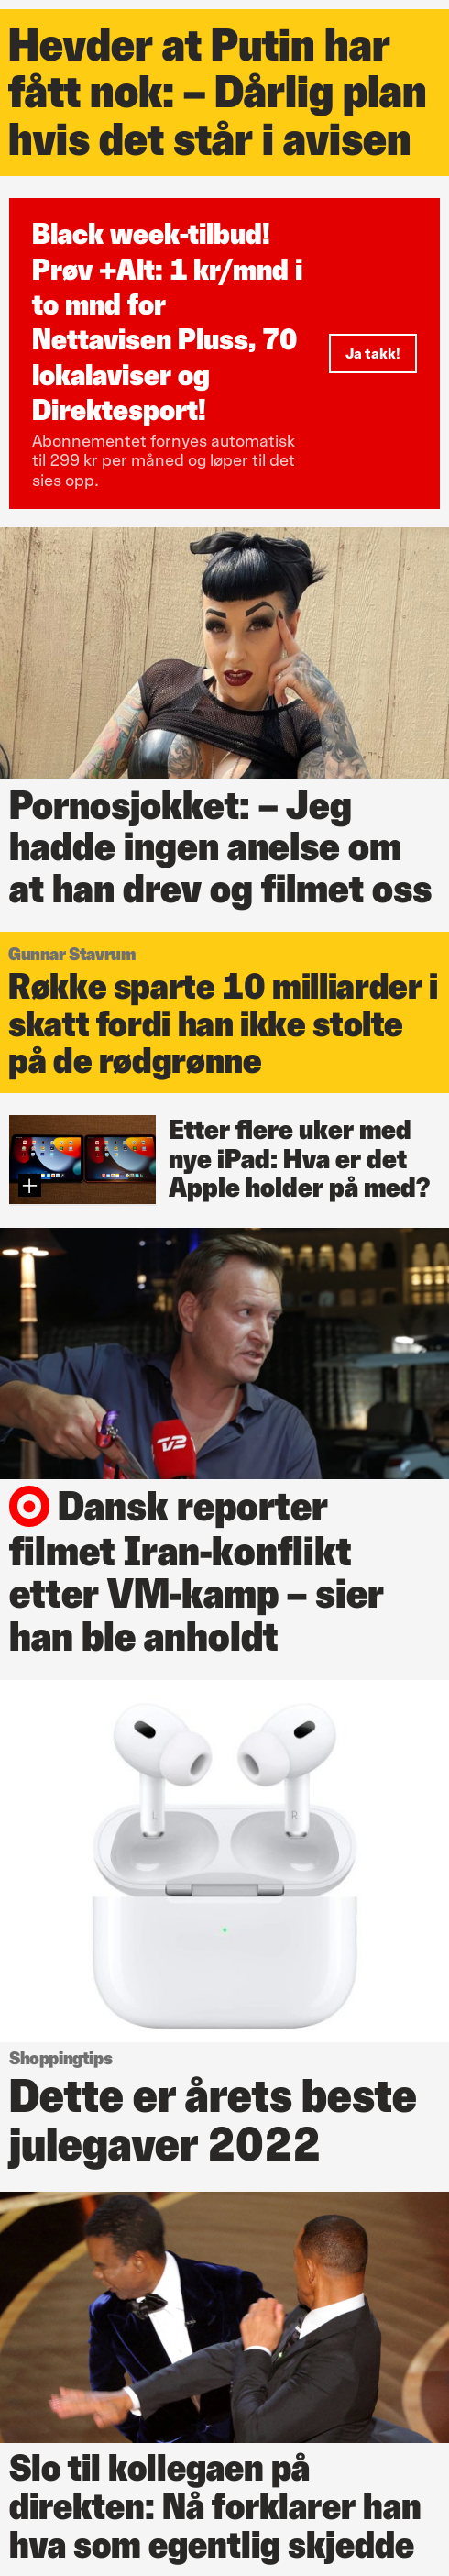 Hevder at Putin har
fått nok: – Dårlig plan
hvis det står i avisen
Black week-tilbud!
Prøv +Alt: 1 kr/mnd i
to mnd for
Nettavisen Pluss, 70
lokalaviser og
Direktesport!
Abonnementet fornyes automatisk
til 299 kr per måned og løper til det
sies opp.
Ja takk!
Pornosjokket: – Jeg
hadde ingen anelse om
at han drev og filmet oss
Gunnar Stavrum
Røkke sparte 10 milliarder i
skatt fordi han ikke stolte
på de rødgrønne
Etter flere uker med
nye iPad: Hva er det
Apple holder på med?
TV2
Dansk reporter
filmet Iran-konflikt
etter VM-kamp – sier
han ble anholdt
L
R
Shoppingtips
Dette er årets beste
julegaver 2022
Slo til kollegaen på
direkten: Nå forklarer han
hva som egentlig skjedde